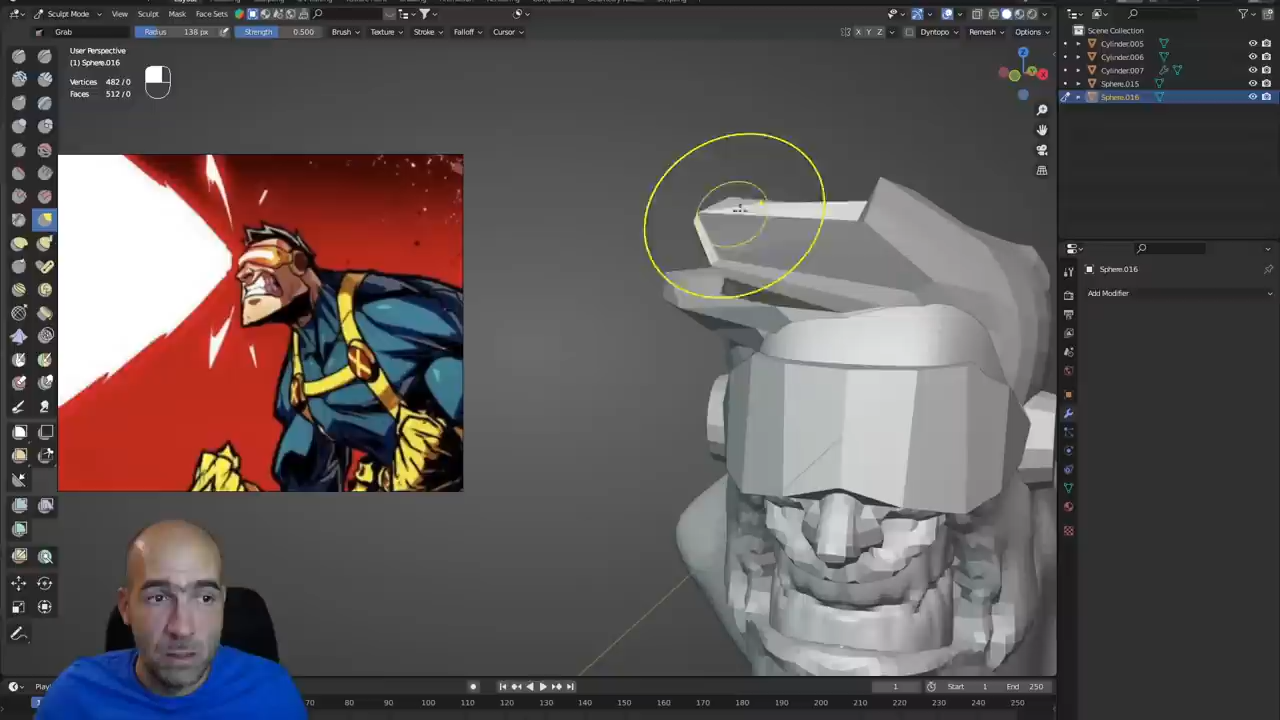 Sculpt Mode View Sculpt Mask Face Sets
Grab Radius 138 px Strength 0.500 Brush Texture Stroke Falloff Cursor X Y Z Dyntopo Remesh Options
User Perspective
(1) Sphere.016
Vertices 482 / 0
Faces 512 / 0
Z
X
Scene Collection
Cylinder.005
Cylinder.006
Cylinder.007
Sphere.015
Sphere.016
Sphere.016
Add Modifier
1 Start 1 End 250
70 80 90 100 110 120 130 140 150 160 170 180 190 200 210 220 230 240 250